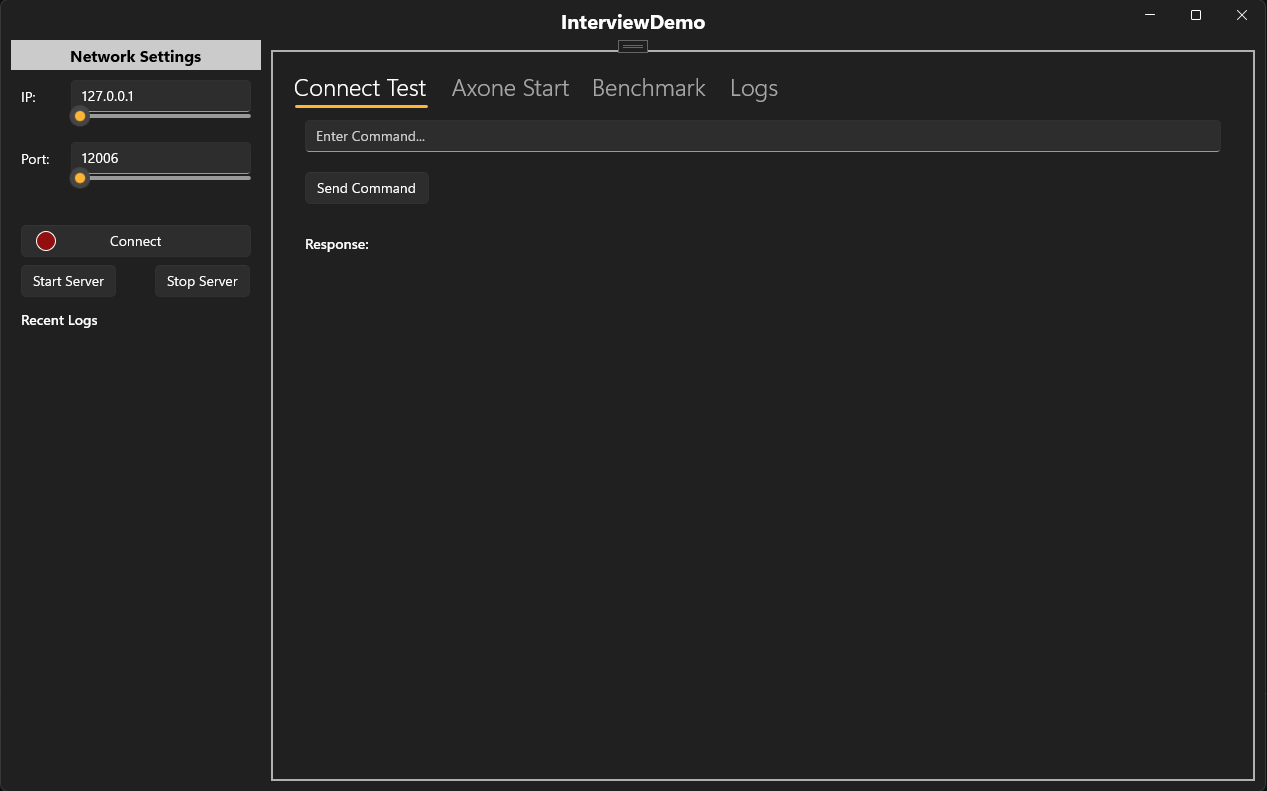 InterviewDemo
Network Settings
IP:
127.0.0.1
Port:
12006
Connect
Start Server
Stop Server
Recent Logs
Connect Test
Axone Start
Benchmark
Logs
Enter Command...
Send Command
Response: